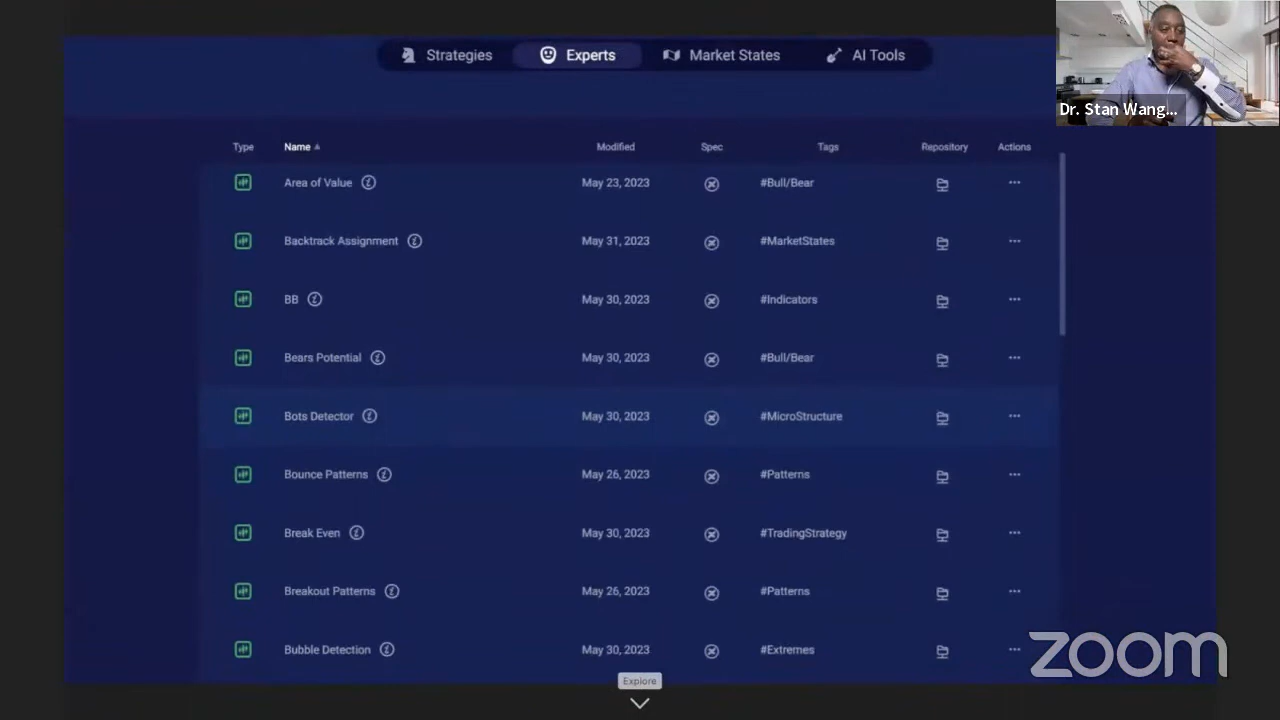 Strategies Experts Market States AI Tools
Dr. Stan Wang...
Type Name Modified Spec Tags Repository Actions
Area of Value May 23, 2023 #Bull/Bear
Backtrack Assignment May 31, 2023 #MarketStates
BB May 30, 2023 #Indicators
Bears Potential May 30, 2023 #Bull/Bear
Bots Detector May 30, 2023 #MicroStructure
Bounce Patterns May 26, 2023 #Patterns
Break Even May 30, 2023 #TradingStrategy
Breakout Patterns May 26, 2023 #Patterns
Bubble Detection May 30, 2023 #Extremes
zoom
Explore